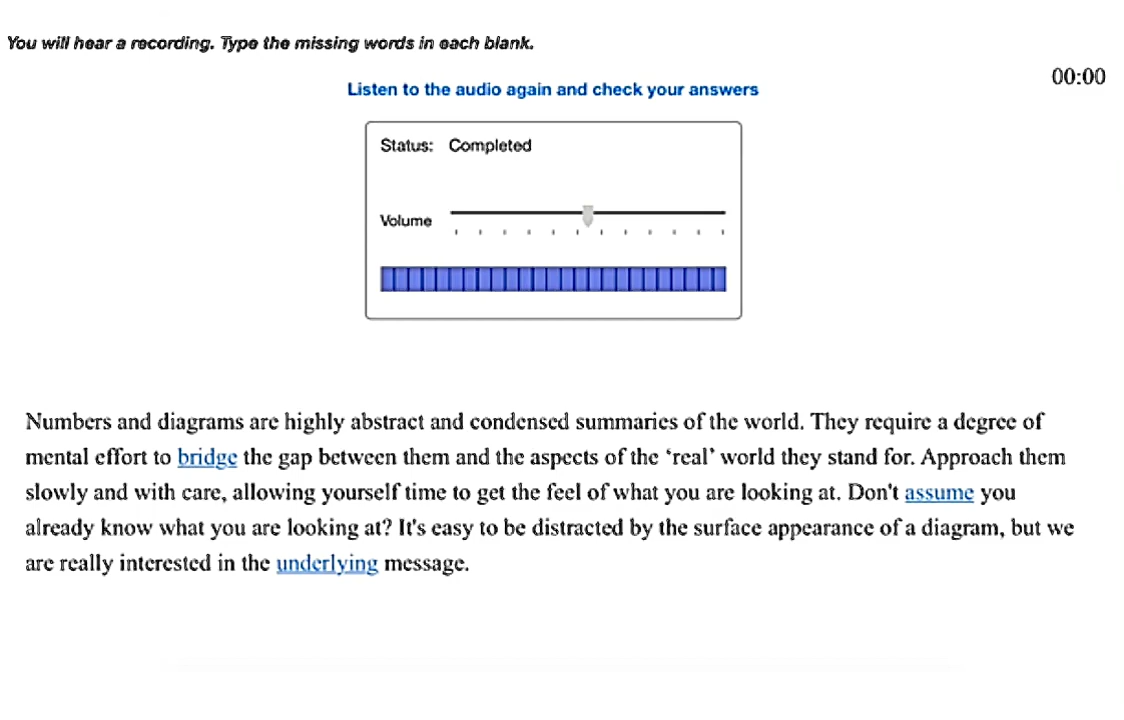 You will hear a recording. Type the missing words in each blank.
00:00
Listen to the audio again and check your answers
Status: Completed
Volume
Numbers and diagrams are highly abstract and condensed summaries of the world. They require a degree of
mental effort to bridge the gap between them and the aspects of the ‘real’ world they stand for. Approach them
slowly and with care, allowing yourself time to get the feel of what you are looking at. Don't assume you
already know what you are looking at? It's easy to be distracted by the surface appearance of a diagram, but we
are really interested in the underlying message.